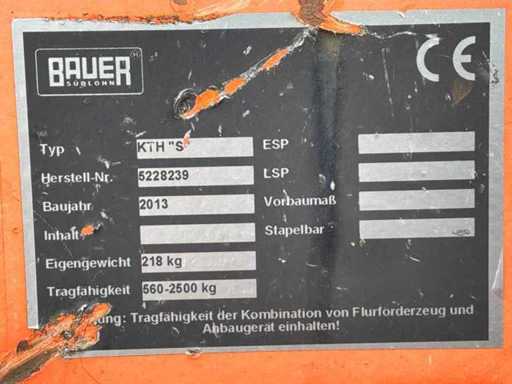 BAUER
SÜDLOHN
CE
Typ KTH "S
Herstell-Nr. 5228239
Baujahr 2013
Inhalt
Eigengewicht 218 kg
Tragfähigkeit 560-2500 kg
ESP
LSP
Vorbaumaß
Stapelbar
Tragfähigkeit der Kombination von Flurförderzeug und
Anbaugerät einhalten!